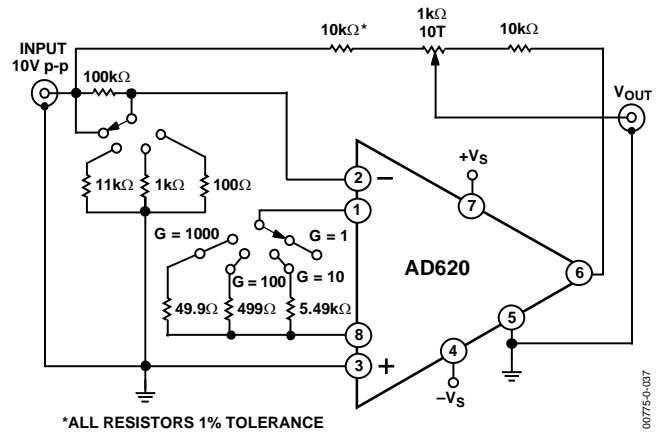 INPUT
10V p-p
10kΩ*
1kΩ
10T
10kΩ
100kΩ
VOUT
11kΩ
1kΩ
100Ω
2
−
1
+VS
7
G = 1000
G = 1
G = 100
G = 10
AD620
6
49.9Ω
499Ω
5.49kΩ
8
3
+
5
4
−VS
*ALL RESISTORS 1% TOLERANCE
00775-0-037